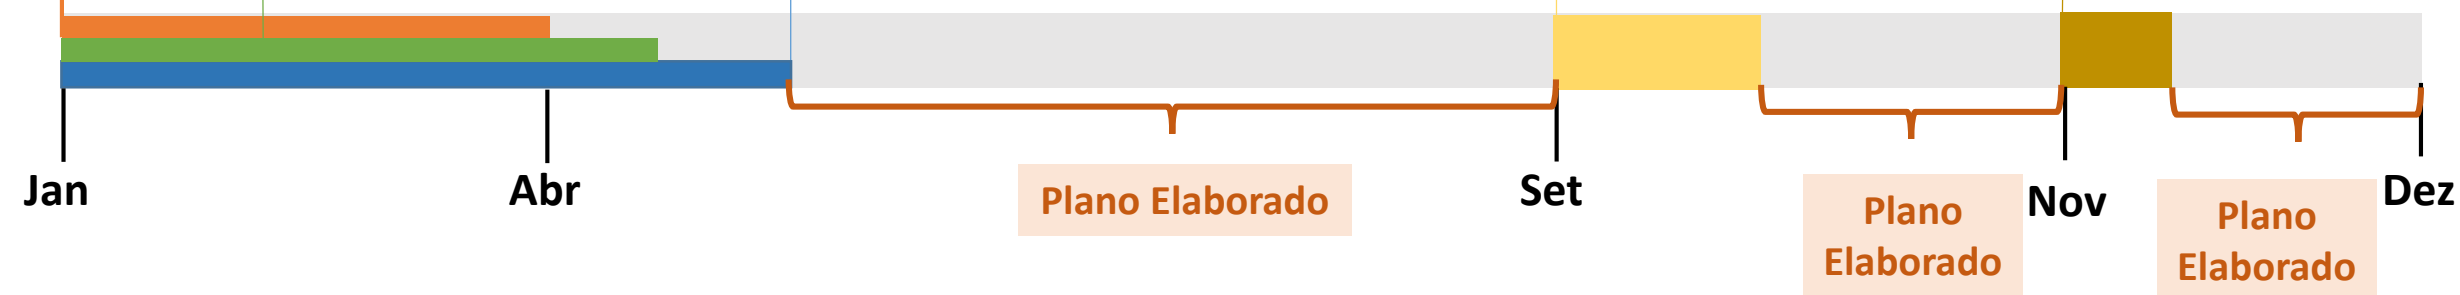 Jan
Abr
Plano Elaborado
Set
Plano
Elaborado
Nov
Plano
Elaborado
Dez